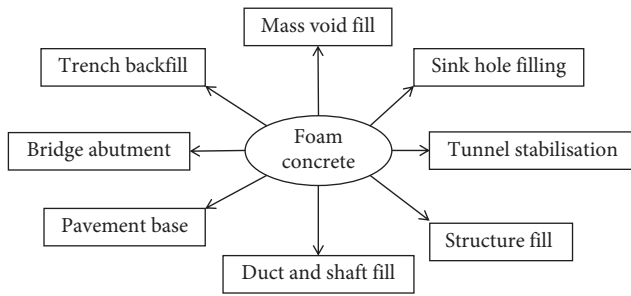 Mass void fill
Trench backfill
Sink hole filling
Foam
concrete
Bridge abutment
Tunnel stabilisation
Pavement base
Structure fill
Duct and shaft fill